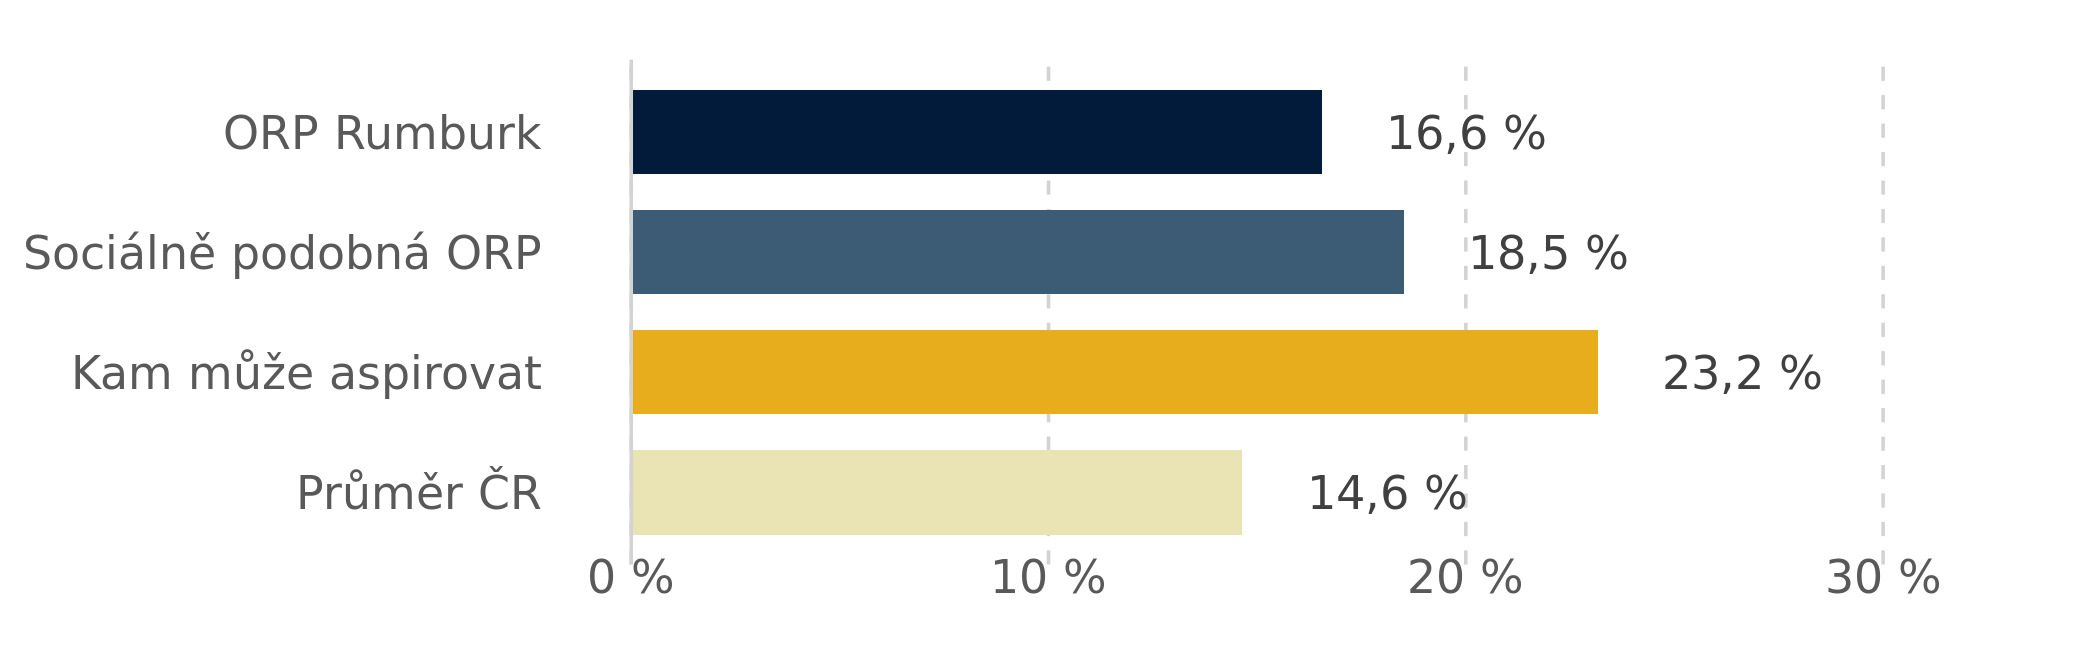 ORP Rumburk 16,6 %
Sociálně podobná ORP 18,5 %
Kam může aspirovat 23,2 %
Průměr ČR 14,6 %
0 % 10 % 20 % 30 %